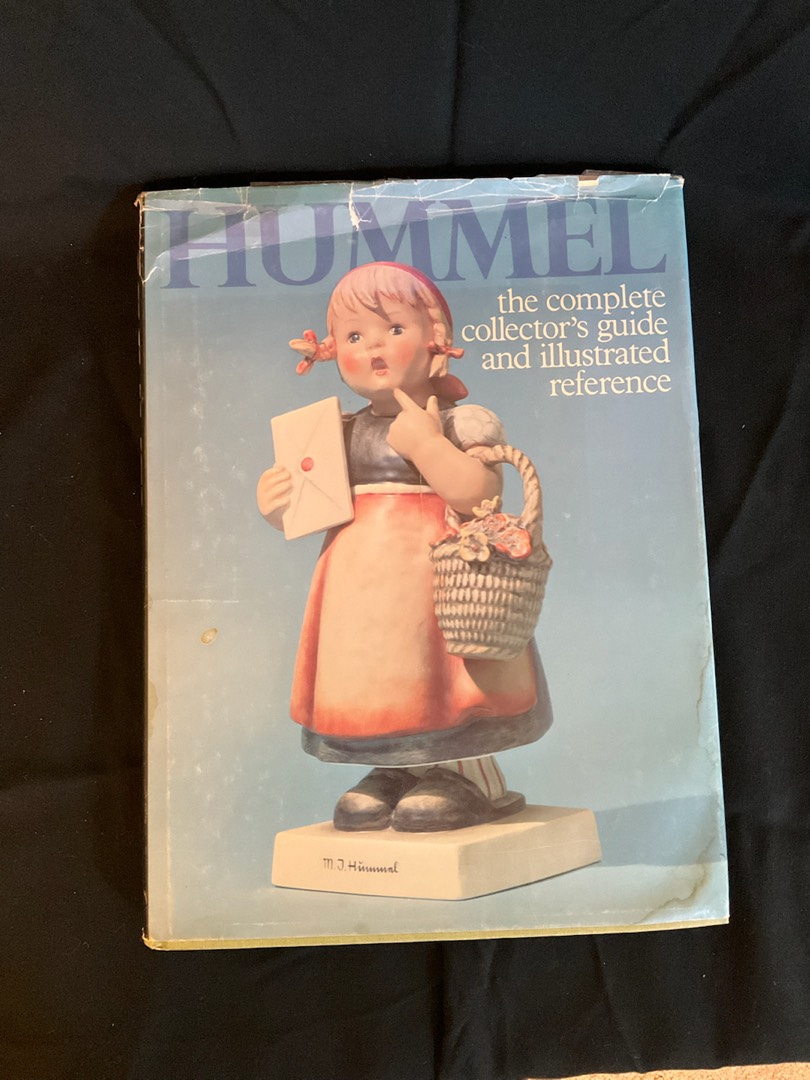 HUMMEL
the complete
collector's guide
and illustrated
reference
M.J. Hümmel